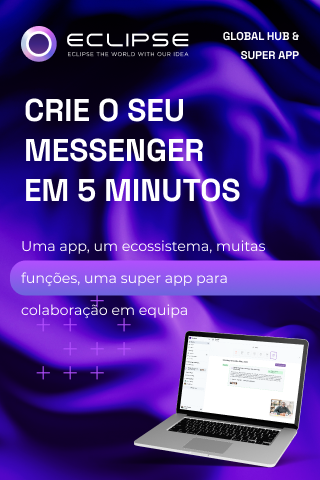 ECLIPSE
ECLIPSE THE WORLD WITH OUR IDEA
GLOBAL HUB &
SUPER APP
CRIE O SEU
MESSENGER
EM 5 MINUTOS
Uma app, um ecossistema, muitas
funções, uma super app para
colaboração em equipa